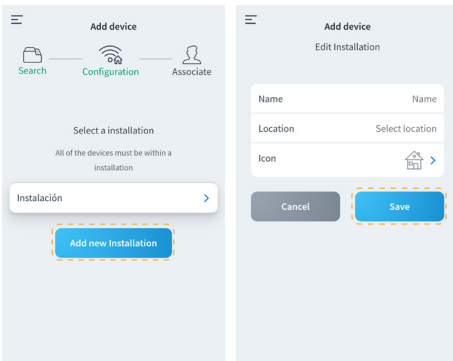 Add device
Search
Configuration
Associate
Select a installation
All of the devices must be within a
installation
Instalación
Add new Installation
Add device
Edit Installation
Name
Name
Location
Select location
Icon
Cancel
Save